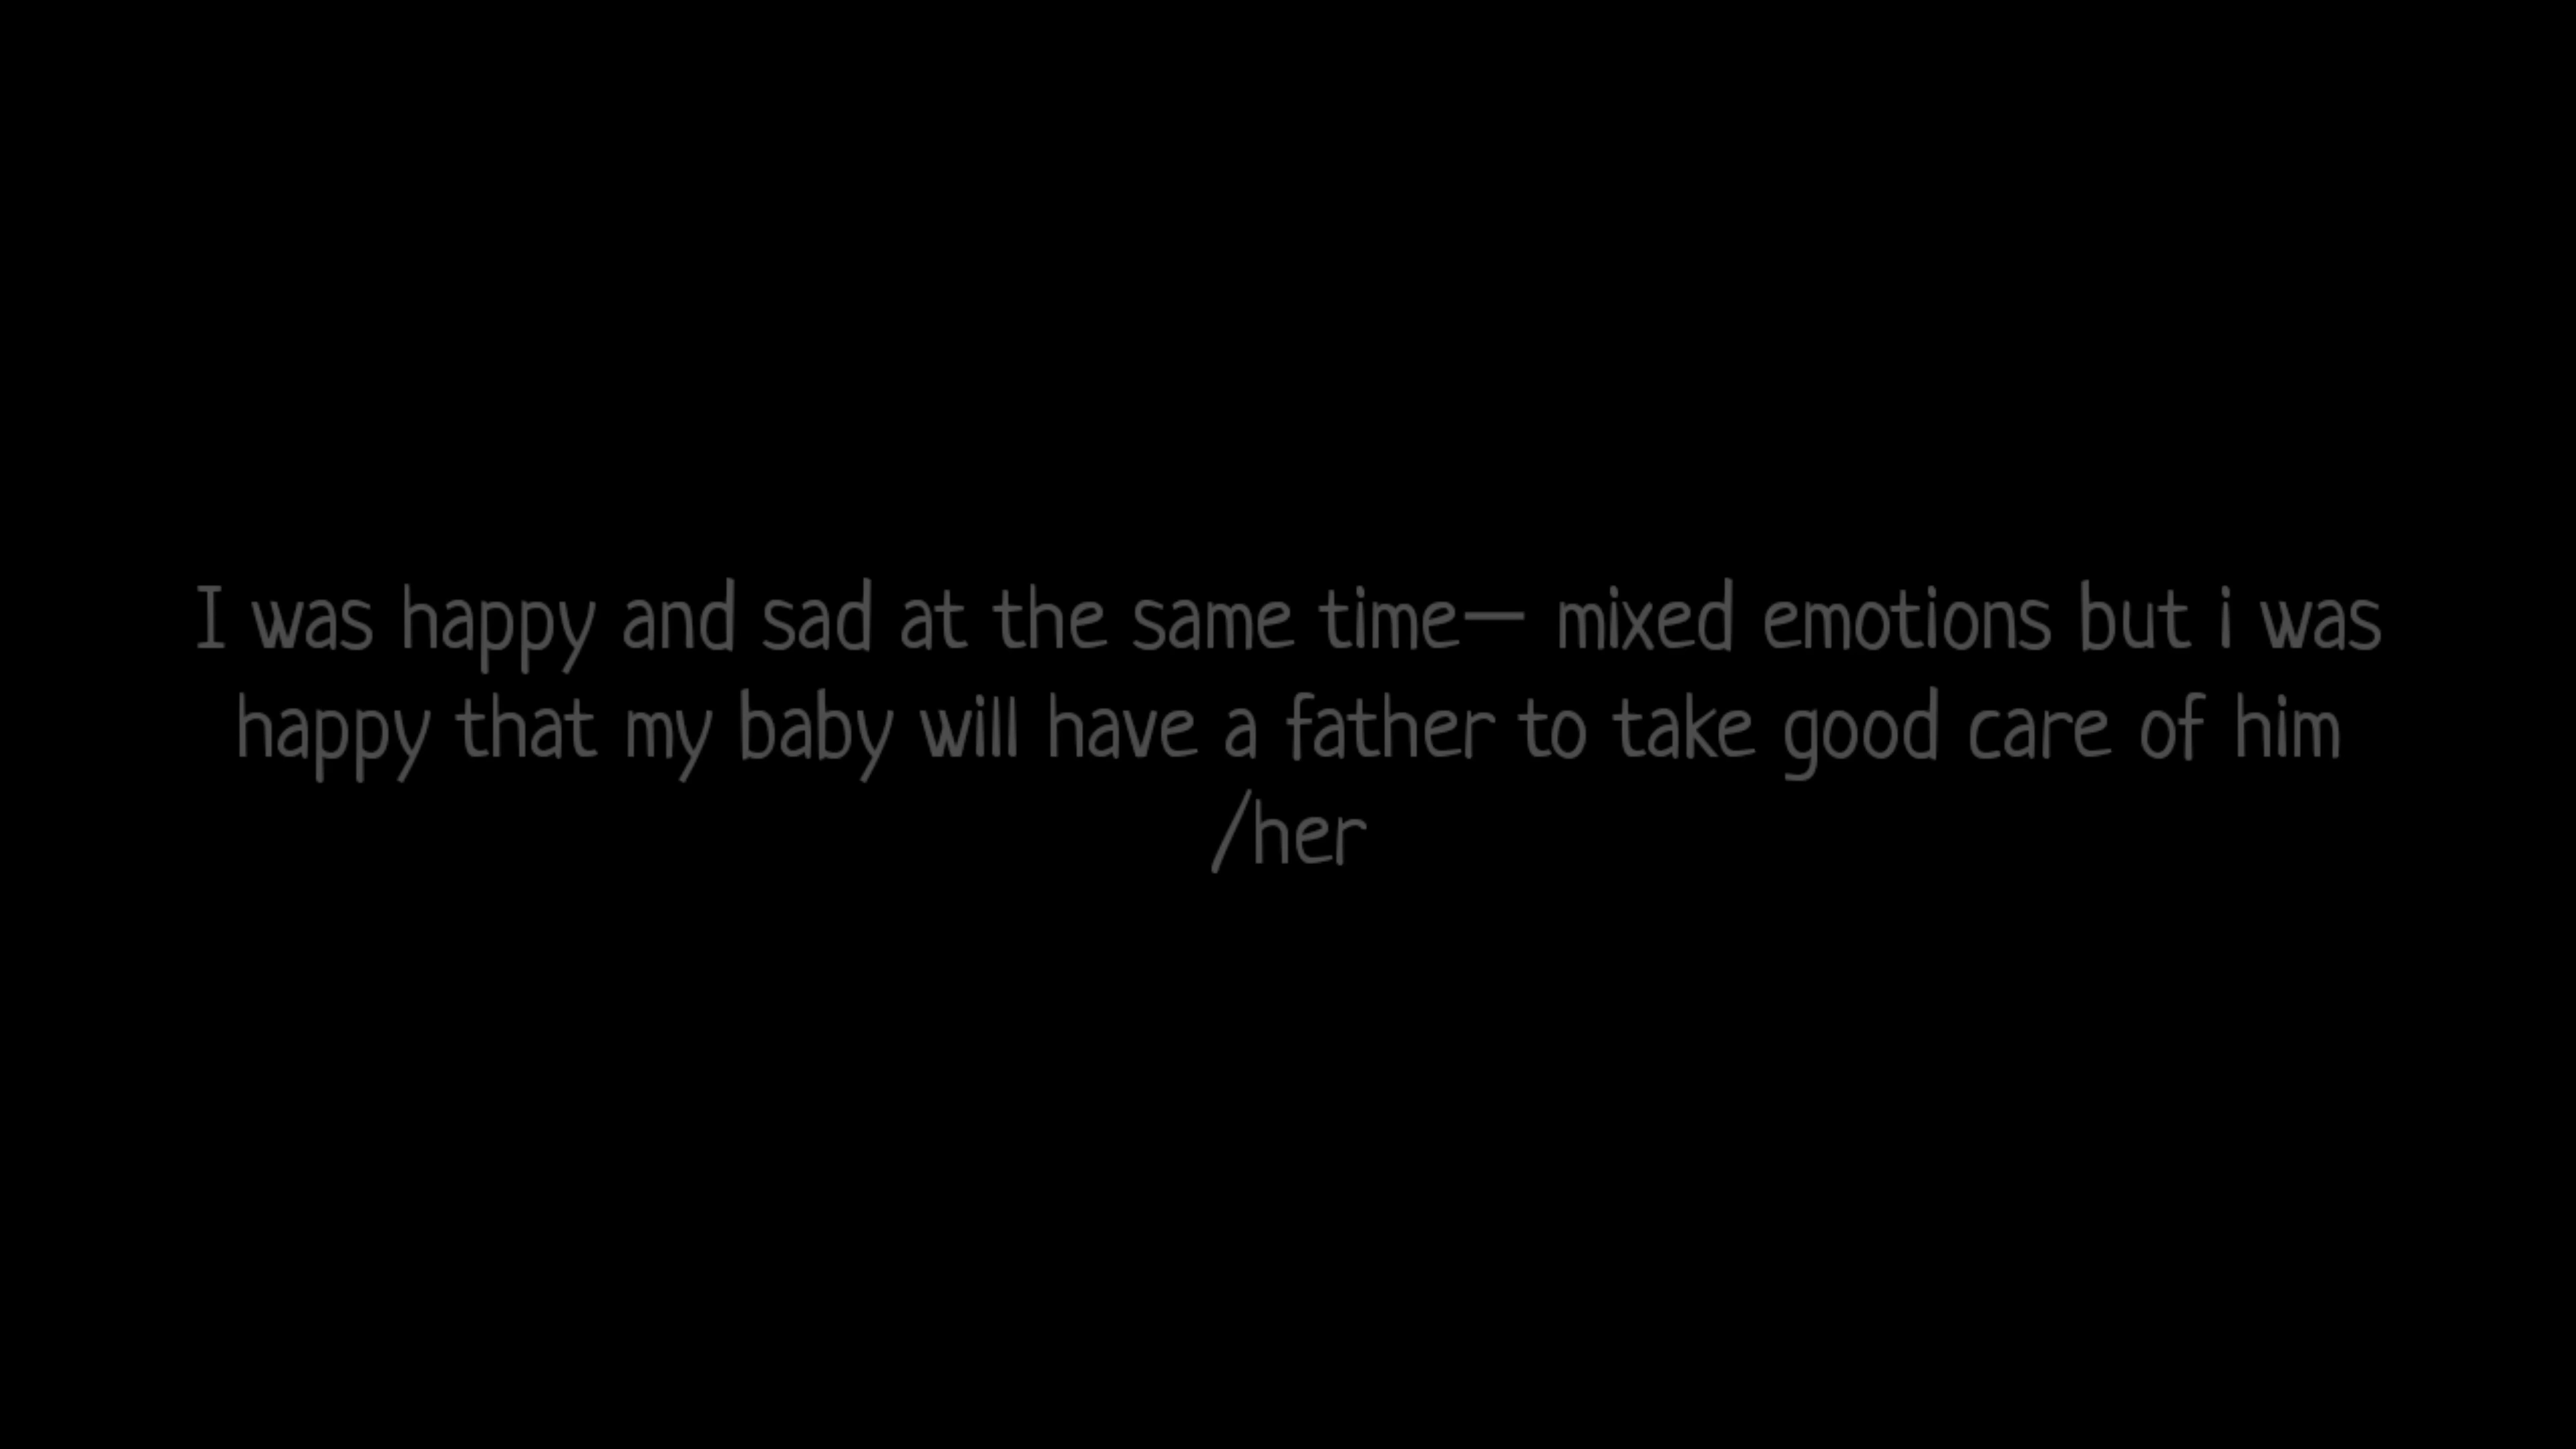 I was happy and sad at the same time— mixed emotions but i was
happy that my baby will have a father to take good care of him
/her